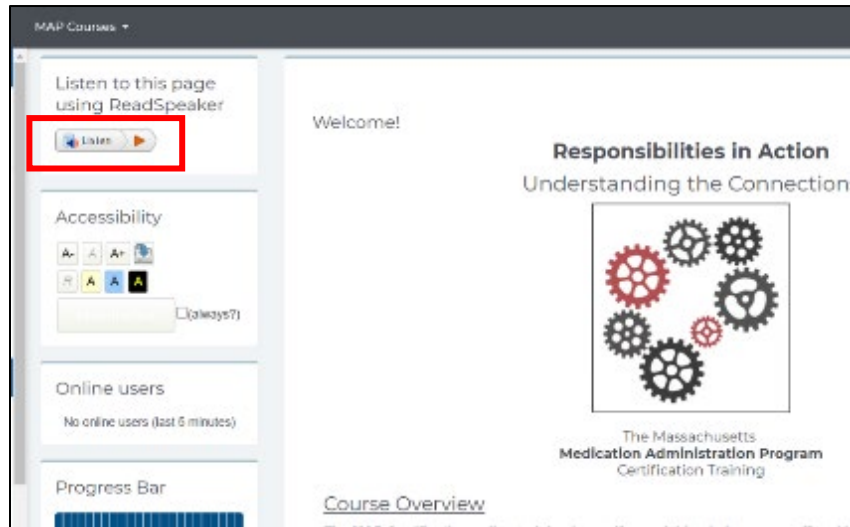 MAP Courses
Listen to this page
using ReadSpeaker
Listen
Accessibility
A- A A+
R A A A
(always?)
Online users
No online users (last 5 minutes)
Progress Bar
Welcome!
Responsibilities in Action
Understanding the Connection
The Massachusetts
Medication Administration Program
Certification Training
Course Overview